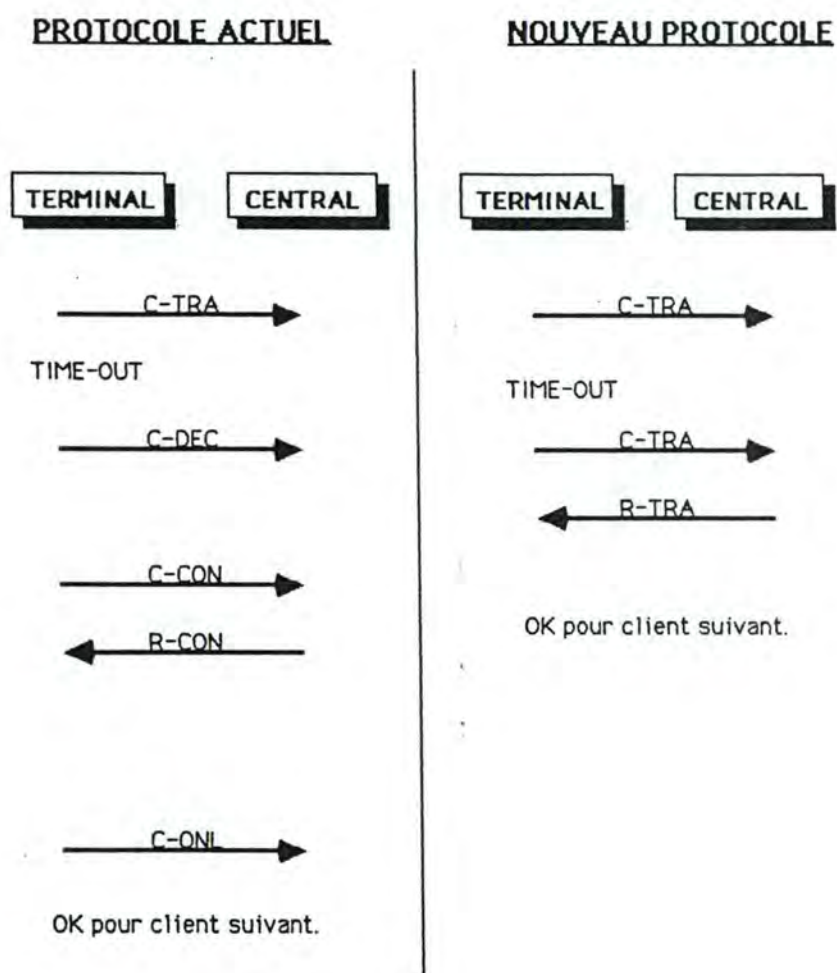 PROTOCOLE ACTUEL
TERMINAL CENTRAL
C-TRA
TIME-OUT
C-DEC
C-CON
R-CON
C-ONL
OK pour client suivant.
NOUVEAU PROTOCOLE
TERMINAL CENTRAL
C-TRA
TIME-OUT
C-TRA
R-TRA
OK pour client suivant.